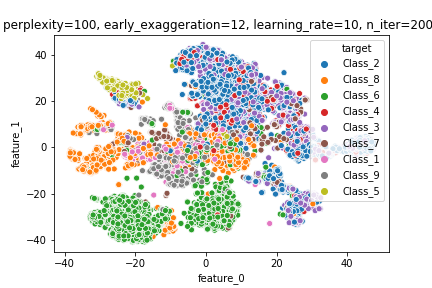 perplexity=100, early_exaggeration=12, learning_rate=10, n_iter=200
target
Class_2
Class_8
Class_6
Class_4
Class_3
Class_7
Class_1
Class_9
Class_5
feature_1
40
20
0
−20
−40
−40
−20
0
20
40
feature_0